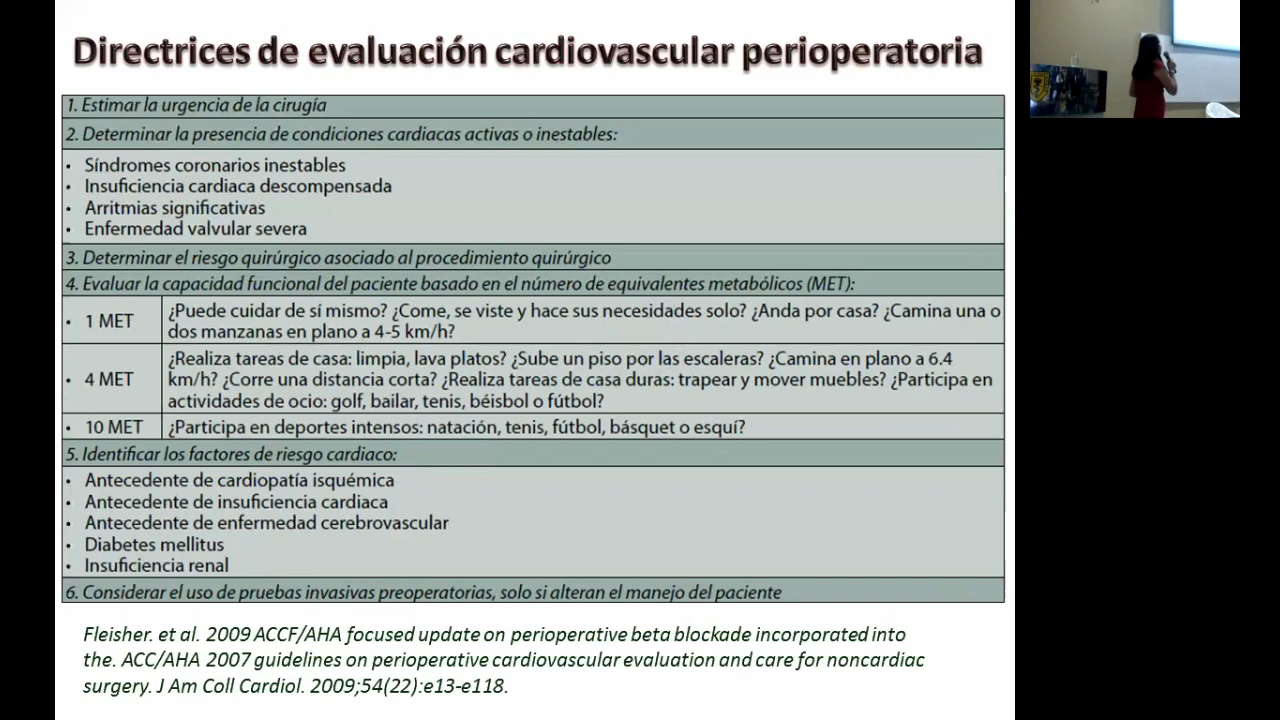 Directrices de evaluación cardiovascular perioperatoria
1. Estimar la urgencia de la cirugía
2. Determinar la presencia de condiciones cardiacas activas o inestables:
• Síndromes coronarios inestables
• Insuficiencia cardiaca descompensada
• Arritmias significativas
• Enfermedad valvular severa
3. Determinar el riesgo quirúrgico asociado al procedimiento quirúrgico
4. Evaluar la capacidad funcional del paciente basado en el número de equivalentes metabólicos (MET):
• 1 MET
¿Puede cuidar de sí mismo? ¿Come, se viste y hace sus necesidades solo? ¿Anda por casa? ¿Camina una o
dos manzanas en plano a 4-5 km/h?
• 4 MET
¿Realiza tareas de casa: limpia, lava platos? ¿Sube un piso por las escaleras? ¿Camina en plano a 6.4
km/h? ¿Corre una distancia corta? ¿Realiza tareas de casa duras: trapear y mover muebles? ¿Participa en
actividades de ocio: golf, bailar, tenis, béisbol o fútbol?
• 10 MET
¿Participa en deportes intensos: natación, tenis, fútbol, básquet o esquí?
5. Identificar los factores de riesgo cardiaco:
• Antecedente de cardiopatía isquémica
• Antecedente de insuficiencia cardiaca
• Antecedente de enfermedad cerebrovascular
• Diabetes mellitus
• Insuficiencia renal
6. Considerar el uso de pruebas invasivas preoperatorias, solo si alteran el manejo del paciente
Fleisher. et al. 2009 ACCF/AHA focused update on perioperative beta blockade incorporated into
the. ACC/AHA 2007 guidelines on perioperative cardiovascular evaluation and care for noncardiac
surgery. J Am Coll Cardiol. 2009;54(22):e13-e118.